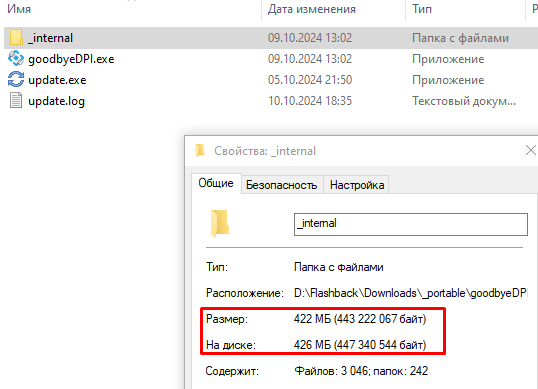 Имя Дата изменения Тип Р
_internal 09.10.2024 13:02 Папка с файлами
goodbyeDPI.exe 09.10.2024 13:02 Приложение
update.exe 05.10.2024 21:50 Приложение
update.log 10.10.2024 18:35 Текстовый докум...
Свойства: _internal
Общие Безопасность Настройка
_internal
Тип: Папка с файлами
Расположение: D:\Flashback\Downloads\_portable\goodbyeDPI
Размер: 422 МБ (443 222 067 байт)
На диске: 426 МБ (447 340 544 байт)
Содержит: Файлов: 3 046; папок: 242